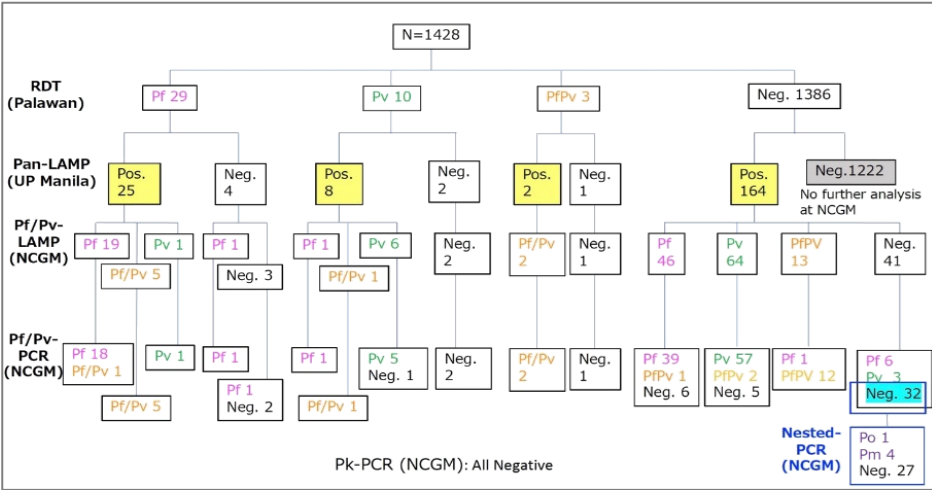 N=1428
RDT
(Palawan)
Pf 29
Pv 10
PfPv 3
Neg. 1386
Pan-LAMP
(UP Manila)
Pos.
25
Neg.
4
Pos.
8
Neg.
2
Pos.
2
Neg.
1
Pos.
164
Neg.1222
No further analysis
at NCGM
Pf/Pv-
LAMP
(NCGM)
Pf 19
Pv 1
Pf/Pv 5
Pf 1
Neg. 3
Pf 1
Pv 6
Pf/Pv 1
Neg.
2
Pf/Pv
2
Neg.
1
Pf
46
Pv
64
PfPV
13
Neg.
41
Pf/Pv-
PCR
(NCGM)
Pf 18
Pf/Pv 1
Pv 1
Pf/Pv 5
Pf 1
Pf 1
Neg. 2
Pf 1
Pf/Pv 1
Pv 5
Neg. 1
Neg.
2
Pf/Pv
2
Neg.
1
Pf 39
PfPv 1
Neg. 6
Pv 57
PfPv 2
Neg. 5
Pf 1
PfPV 12
Pf 6
Pv 3
Neg. 32
Nested-
PCR
(NCGM)
Po 1
Pm 4
Neg. 27
Pk-PCR (NCGM): All Negative